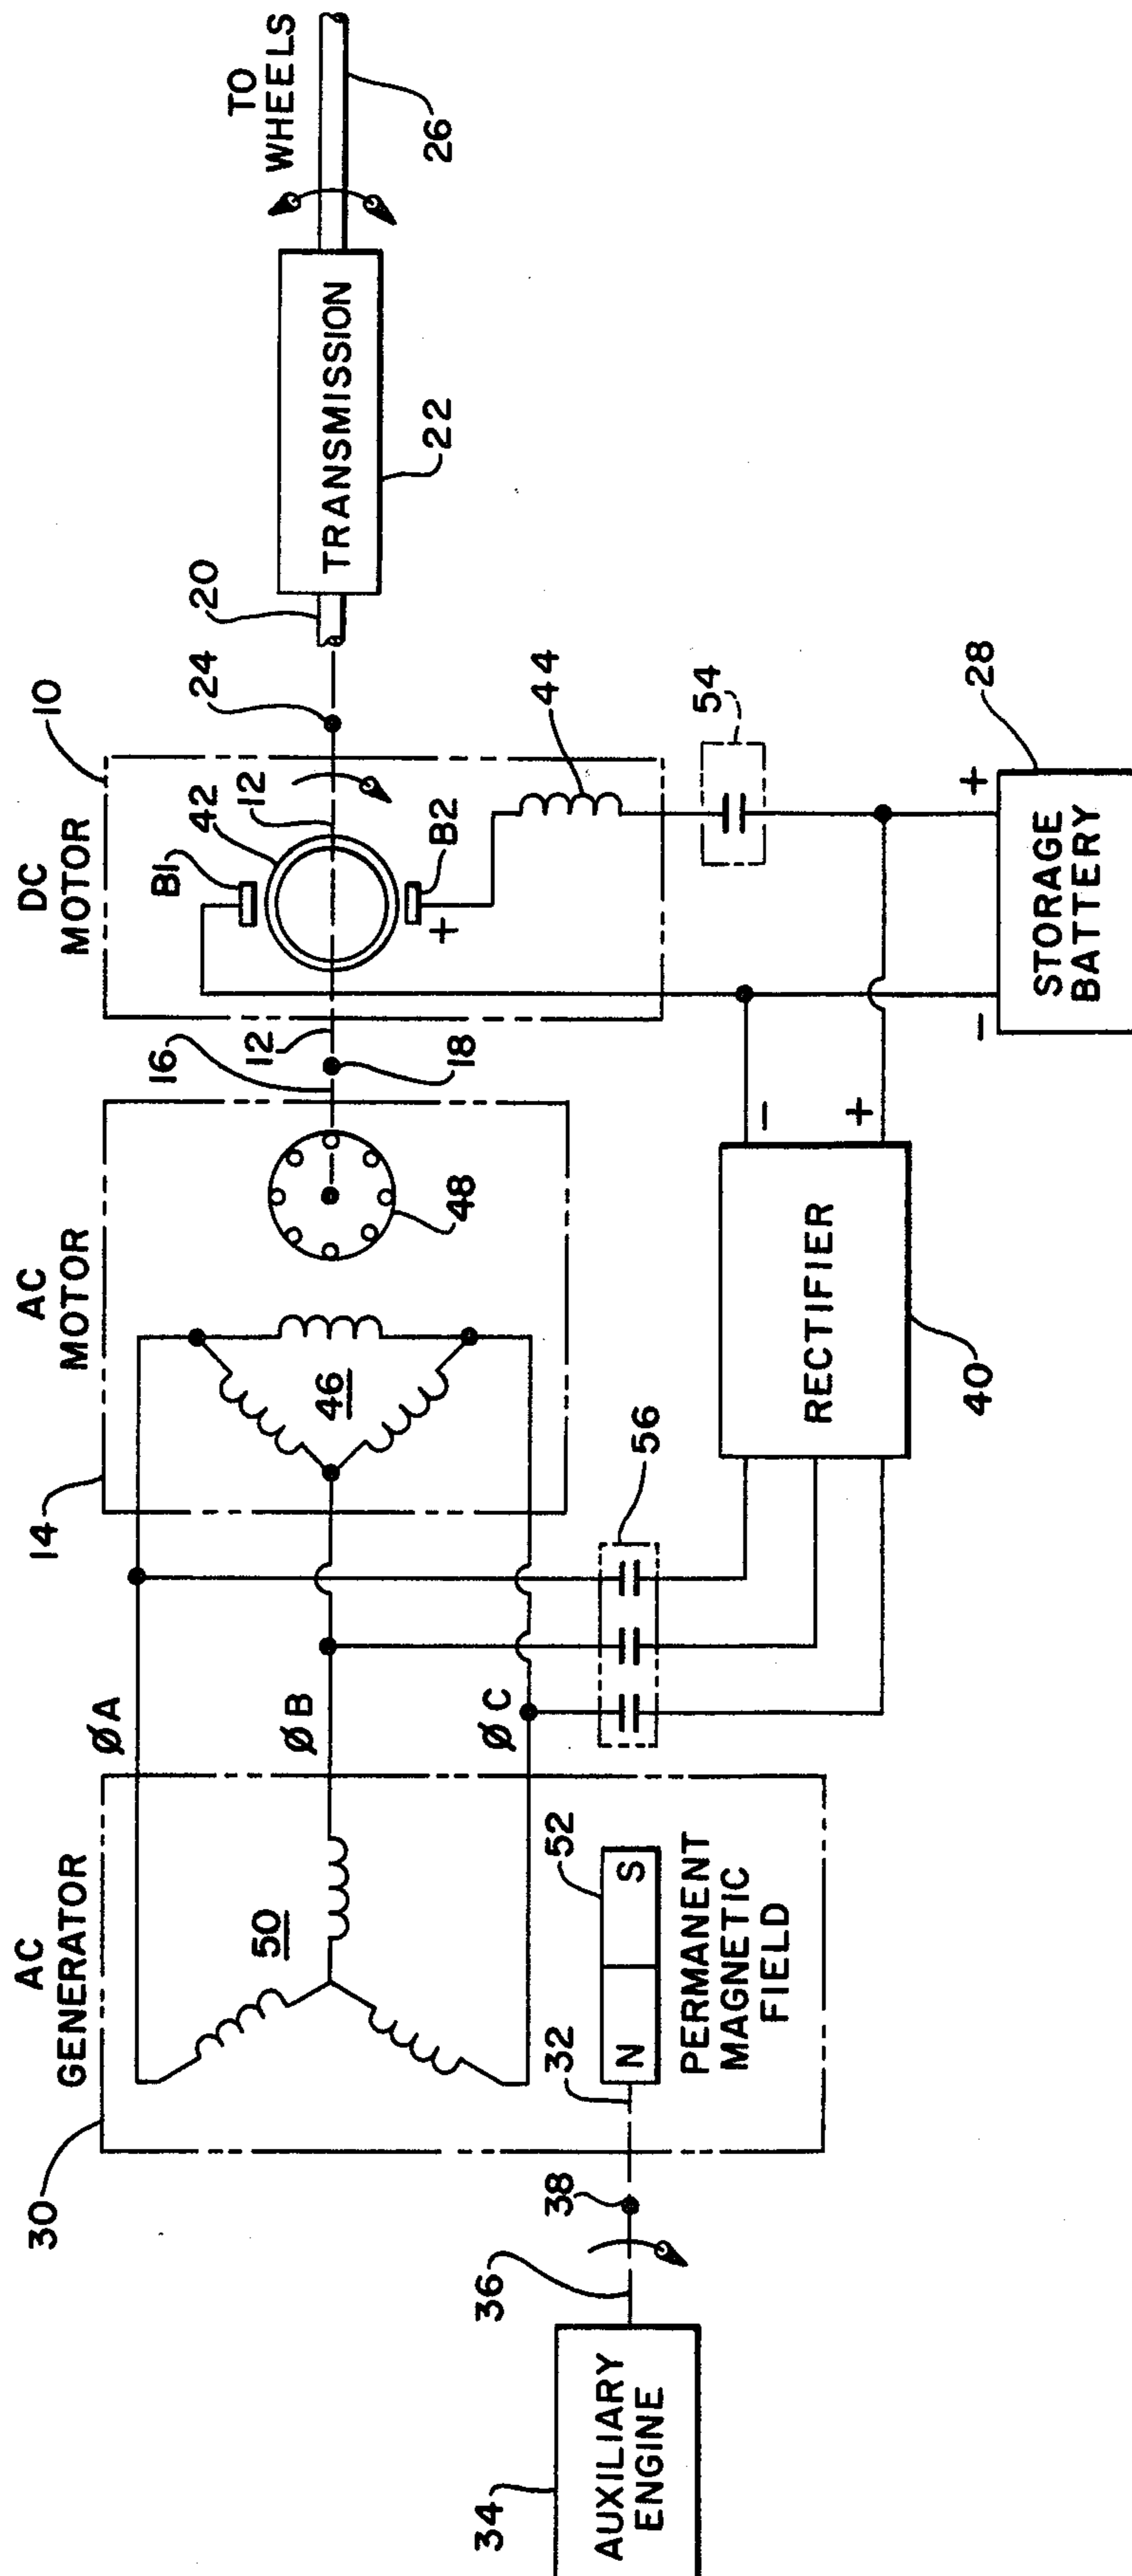 AC
GENERATOR
30
AC
MOTOR
14
DC
MOTOR
10
TO
WHEELS
ØA
ØB
ØC
50
46
48
16
12
18
B1
42
12
B2
+
24
20
TRANSMISSION
22
26
44
54
56
34
AUXILIARY
ENGINE
36
38
32
N
S
52
PERMANENT
MAGNETIC
FIELD
RECTIFIER
40
-
+
-
+
STORAGE
BATTERY
28